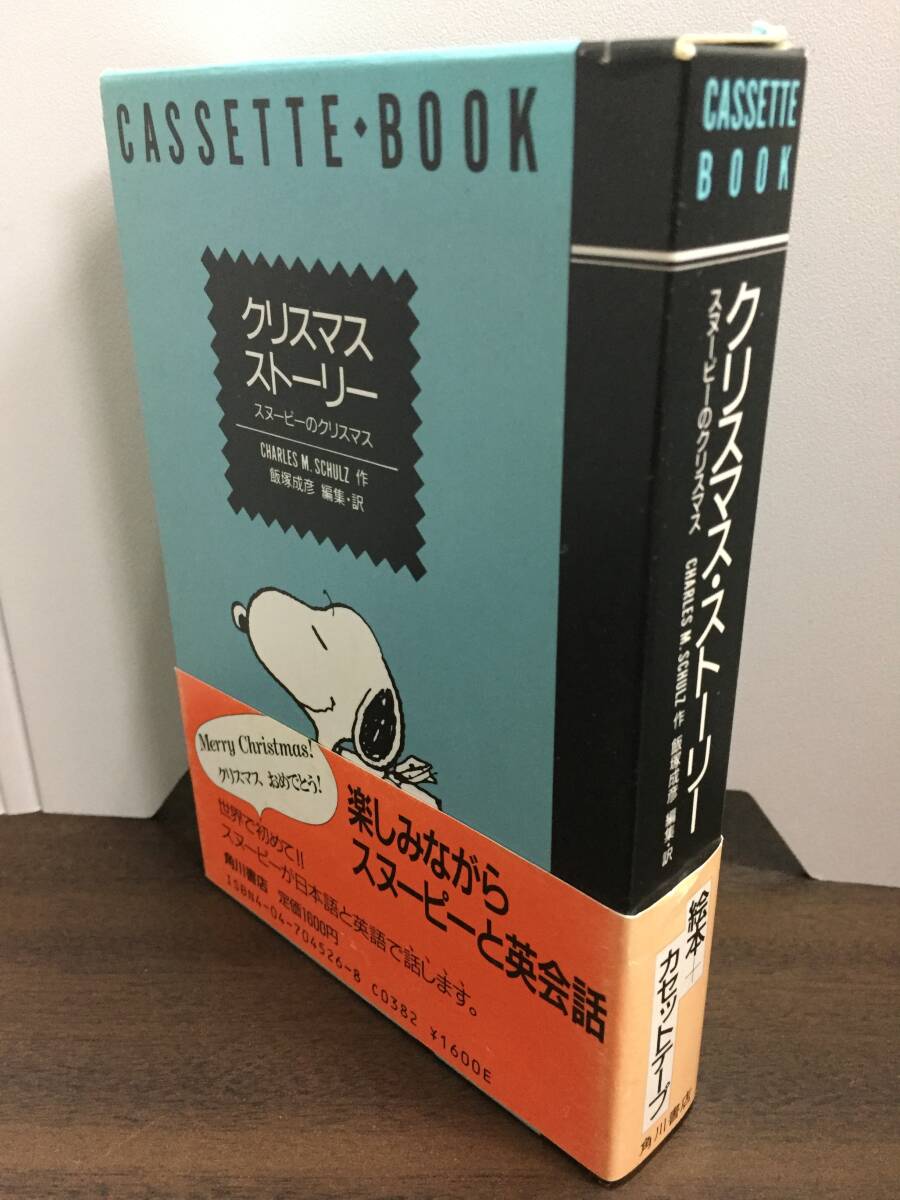 CASSETTE◆BOOK
クリスマス
ストーリー
スヌーピーのクリスマス
CHARLES M. SCHULZ 作
飯塚成彦 編集・訳
Merry Christmas!
クリスマス おめでとう!
楽しみながら
スヌーピーと英会話
世界で初めて!!
スヌーピーが日本語と英語で話します。
角川書店 定価1600円
ISBN4-04-704526-8 C0382 ¥1600E
CASSETTE
BOOK
クリスマス・ストーリー
スヌーピーのクリスマス CHARLES M. SCHULZ 作 飯塚成彦 編集・訳
絵本+
カセットテープ
角川書店